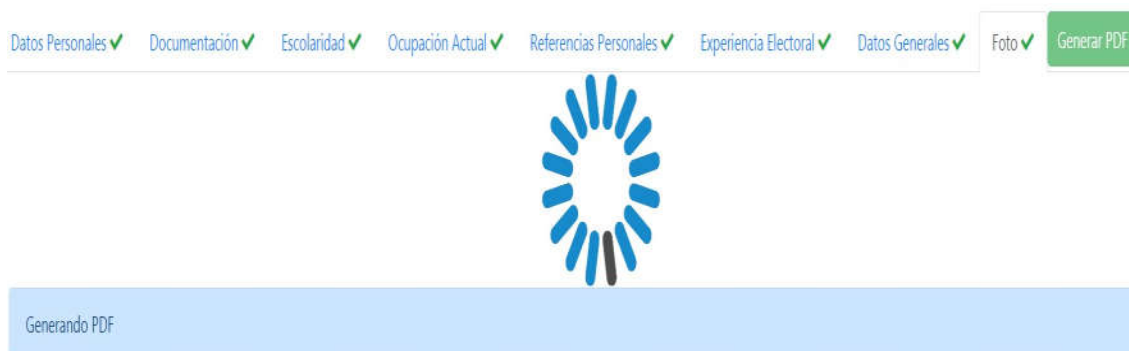 Datos Personales✔ Documentación✔ Escolaridad✔ Ocupación Actual✔ Referencias Personales✔ Experiencia Electoral✔ Datos Generales✔ Foto✔ Generar PDF
Generando PDF